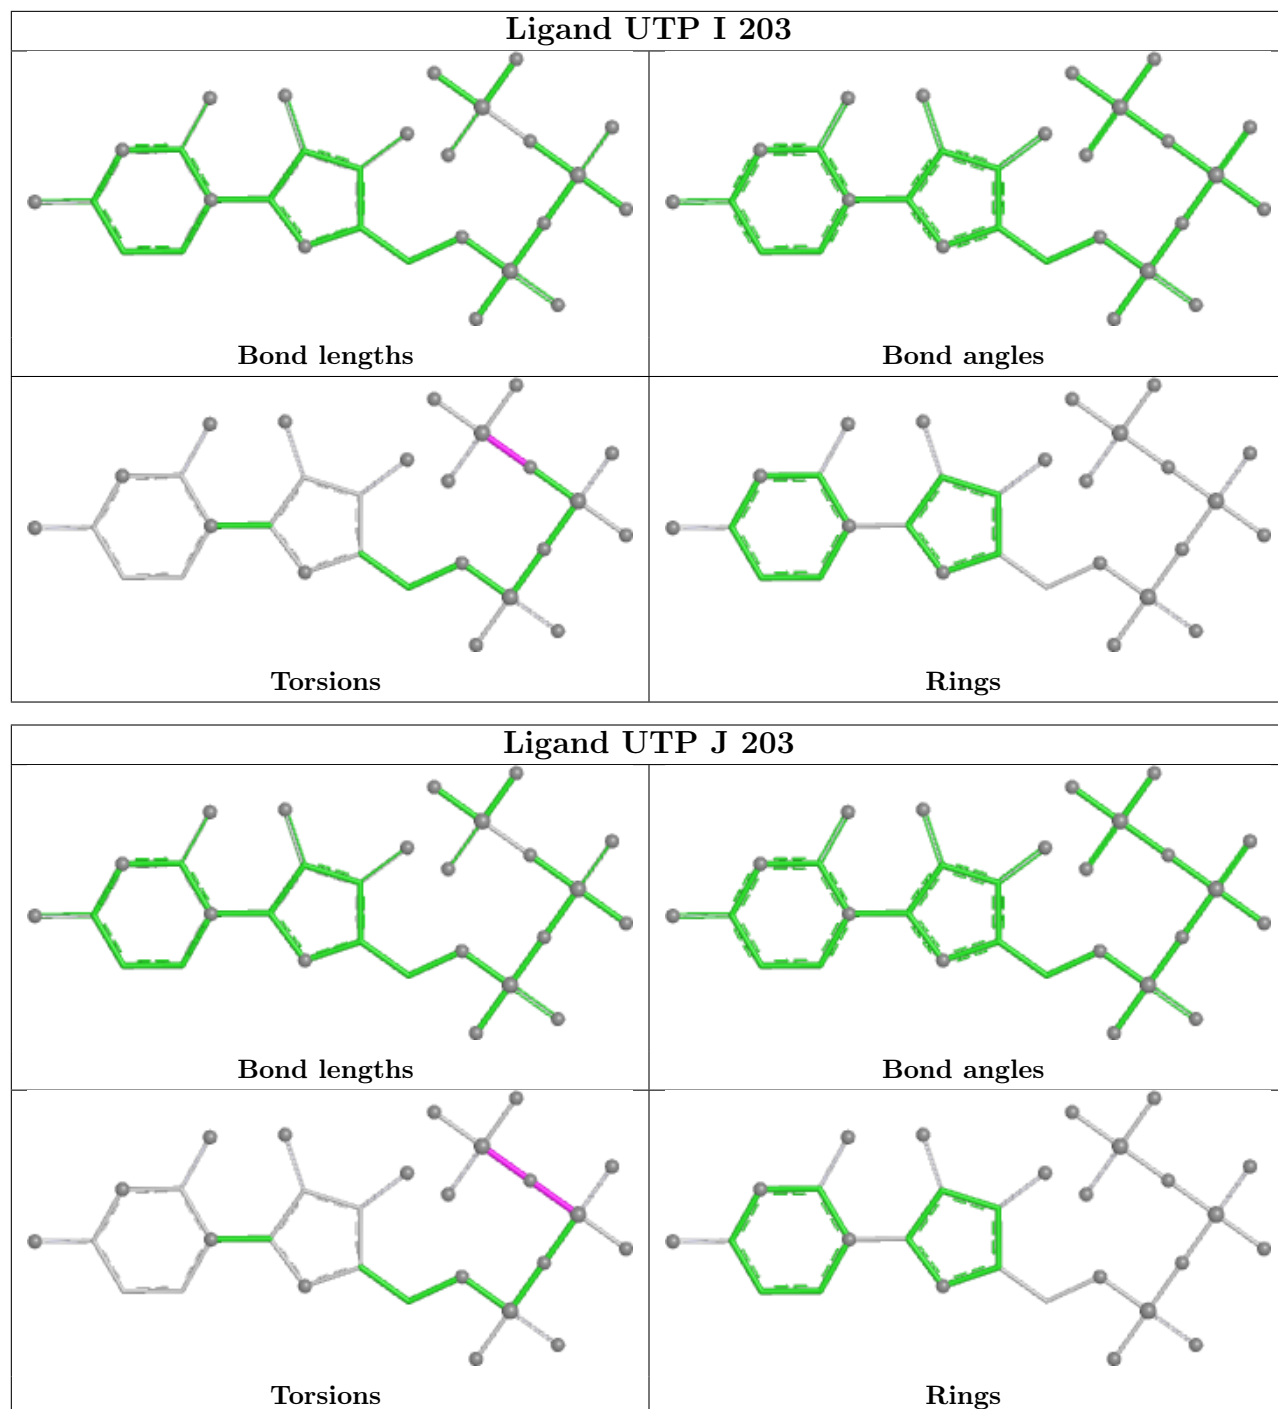 Ligand UTP I 203
Bond lengths
Bond angles
Torsions
Rings
Ligand UTP J 203
Bond lengths
Bond angles
Torsions
Rings